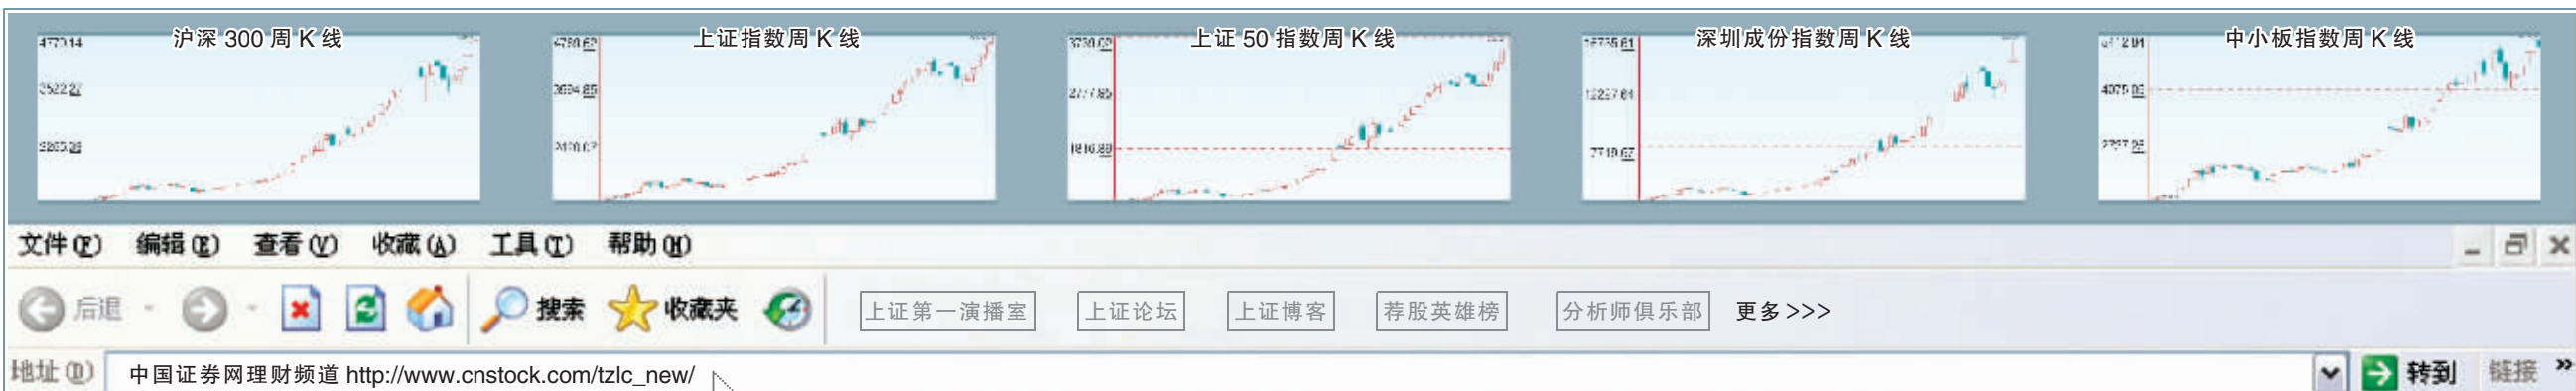 沪深 300 周 K 线
上证指数周 K 线
上证 50 指数周 K 线
深圳成份指数周 K 线
中小板指数周 K 线
文件(F) 编辑(E) 查看(V) 收藏(A) 工具(T) 帮助(H)
后退 搜索 收藏夹 上证第一演播室 上证论坛 上证博客 荐股英雄榜 分析师俱乐部 更多>>>
地址(D) 中国证券网理财频道 http://www.cnstock.com/tzlc_new/ 转到 链接 »